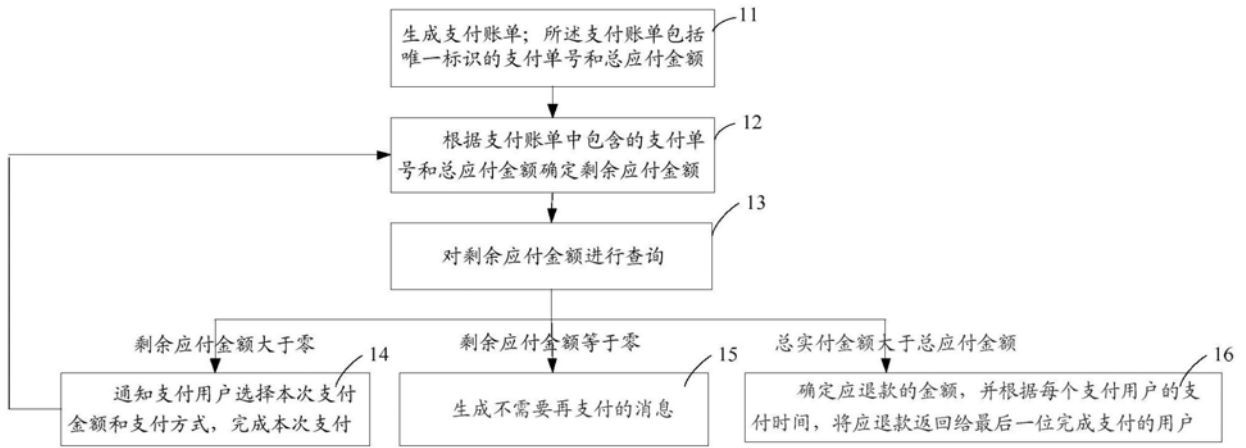 生成支付账单；所述支付账单包括
唯一标识的支付单号和总应付金额
11
根据支付账单中包含的支付单
号和总应付金额确定剩余应付金额
12
对剩余应付金额进行查询
13
剩余应付金额大于零
剩余应付金额等于零
总实付金额大于总应付金额
通知支付用户选择本次支付
金额和支付方式，完成本次支付
14
生成不需要再支付的消息
15
确定应退款的金额，并根据每个支付用户的支
付时间，将应退款返回给最后一位完成支付的用户
16